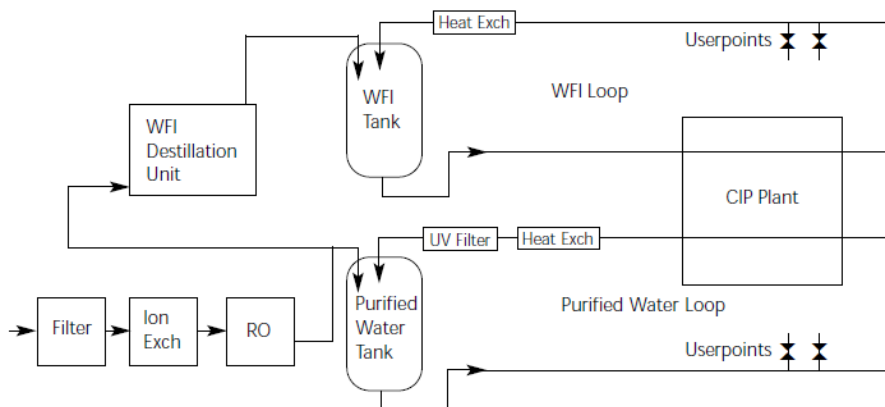 Heat Exch
Userpoints
WFI
Tank
WFI Loop
WFI
Destillation
Unit
CIP Plant
UV Filter
Heat Exch
Purified Water Loop
Purified
Water
Tank
Filter
Ion
Exch
RO
Userpoints